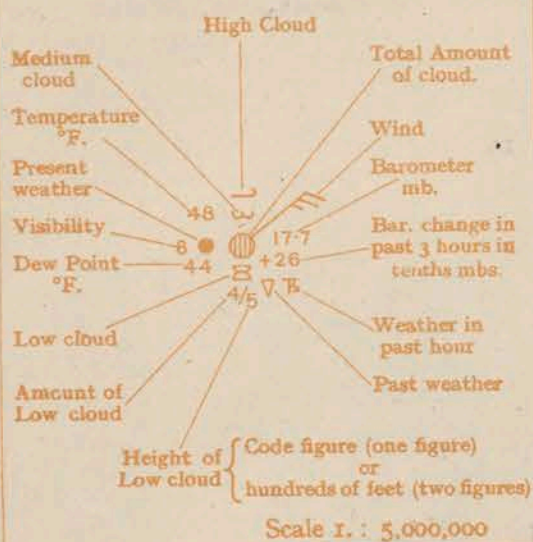 High Cloud
Medium
cloud
Total Amount
of cloud.
Temperature
°F.
Wind
Present
weather
Barometer
mb.
48
Visibility
6
17·7
Bar. change in
past 3 hours in
tenths mbs.
+26
Dew Point
°F.
44
4/5
Low cloud
Weather in
past hour
Amount of
Low cloud
Past weather
Height of
Low cloud
Code figure (one figure)
or
hundreds of feet (two figures)
Scale 1. : 5,000,000